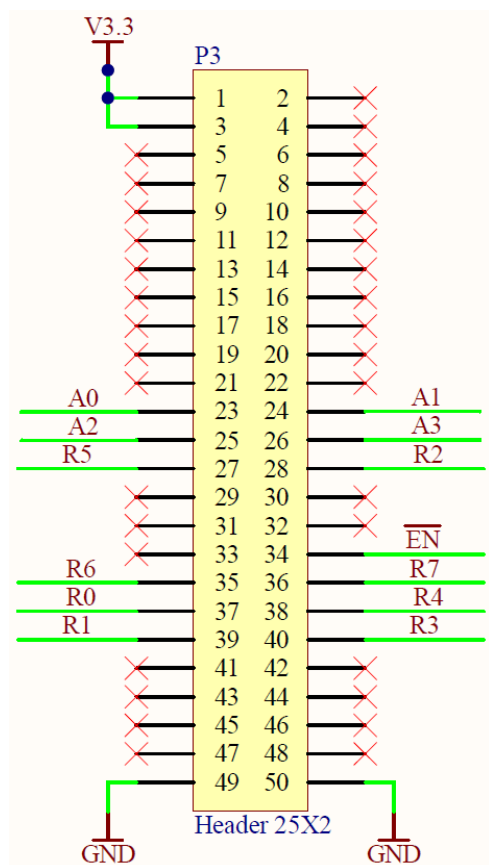 V3.3
P3
1 2
3 4
5 6
7 8
9 10
11 12
13 14
15 16
17 18
19 20
21 22
A0 23 24 A1
A2 25 26 A3
R5 27 28 R2
29 30
31 32
33 34 E̅N̅
R6 35 36 R7
R0 37 38 R4
R1 39 40 R3
41 42
43 44
45 46
47 48
49 50
Header 25X2
GND GND